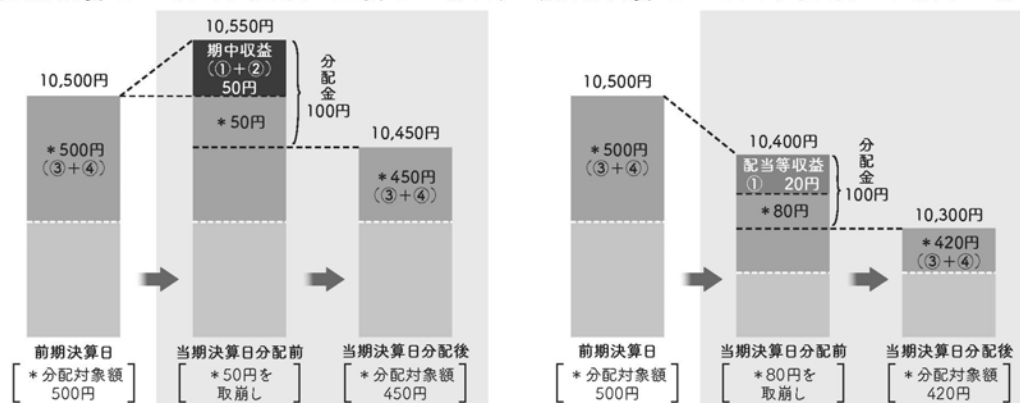 10,550円
期中収益
(①+②)
50円
分配金
100円
10,500円
*50円
*500円
(③+④)
10,450円
*450円
(③+④)
前期決算日
*分配対象額
500円
当期決算日分配前
*50円を
取崩し
当期決算日分配後
*分配対象額
450円
10,500円
*500円
(③+④)
10,400円
配当等収益
① 20円
*80円
分配金
100円
10,300円
*420円
(③+④)
前期決算日
*分配対象額
500円
当期決算日分配前
*80円を
取崩し
当期決算日分配後
*分配対象額
420円